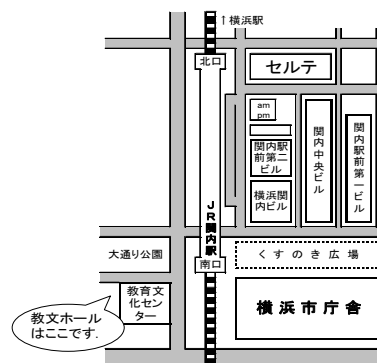 ↑横浜駅
北口
セルテ
am
pm
関内駅
前第二
ビル
横浜関
内ビル
関内中央ビル
関内駅前第一ビル
JR関内駅
大通り公園
南口
くすのき広場
教育文
化セン
ター
横浜市庁舎
教文ホール
はここです.